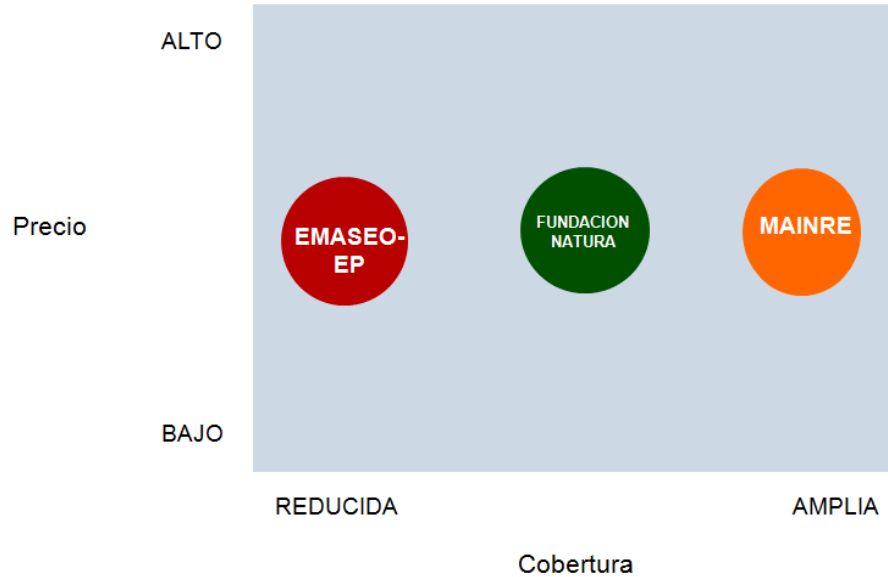 ALTO
Precio
EMASEO-
EP
FUNDACION
NATURA
MAINRE
BAJO
REDUCIDA
AMPLIA
Cobertura